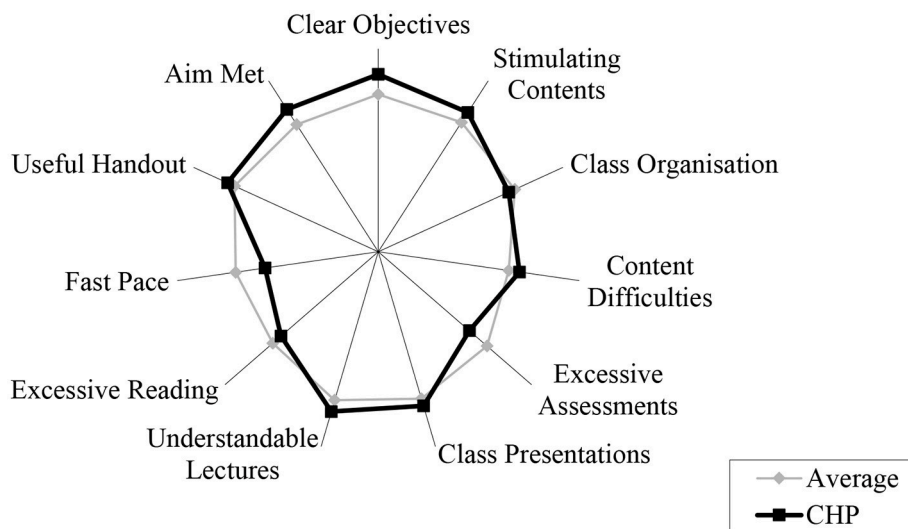 Clear Objectives
Stimulating
Contents
Class Organisation
Content
Difficulties
Excessive
Assessments
Class Presentations
Understandable
Lectures
Excessive Reading
Fast Pace
Useful Handout
Aim Met
Average
CHP